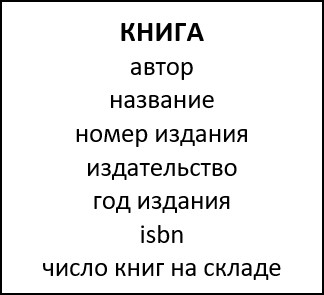 КНИГА
автор
название
номер издания
издательство
год издания
isbn
число книг на складе